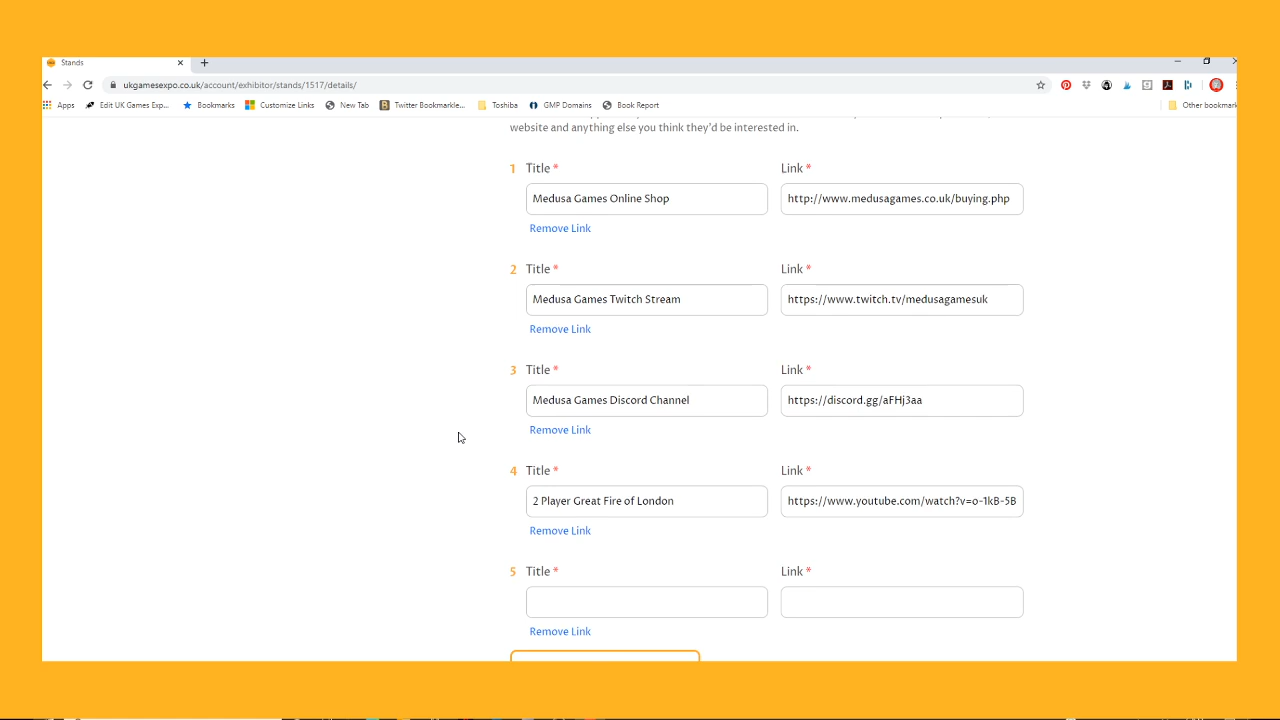 Stands
ukgamesexpo.co.uk/account/exhibitor/stands/1517/details/
Apps Edit UK Games Exp... Bookmarks Customize Links New Tab Twitter Bookmarkle... Toshiba GMP Domains Book Report Other bookmark
website and anything else you think they'd be interested in.
1 Title * Link *
Medusa Games Online Shop http://www.medusagames.co.uk/buying.php
Remove Link
2 Title * Link *
Medusa Games Twitch Stream https://www.twitch.tv/medusagamesuk
Remove Link
3 Title * Link *
Medusa Games Discord Channel https://discord.gg/aFHj3aa
Remove Link
4 Title * Link *
2 Player Great Fire of London https://www.youtube.com/watch?v=o-1kB-5B
Remove Link
5 Title * Link *
Remove Link